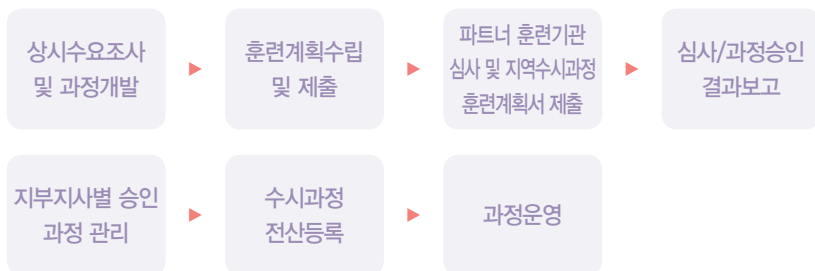 상시수요조사
및 과정개발
훈련계획수립
및 제출
파트너 훈련기관
심사 및 지역수시과정
훈련계획서 제출
심사/과정승인
결과보고
지부지사별 승인
과정 관리
수시과정
전산등록
과정운영